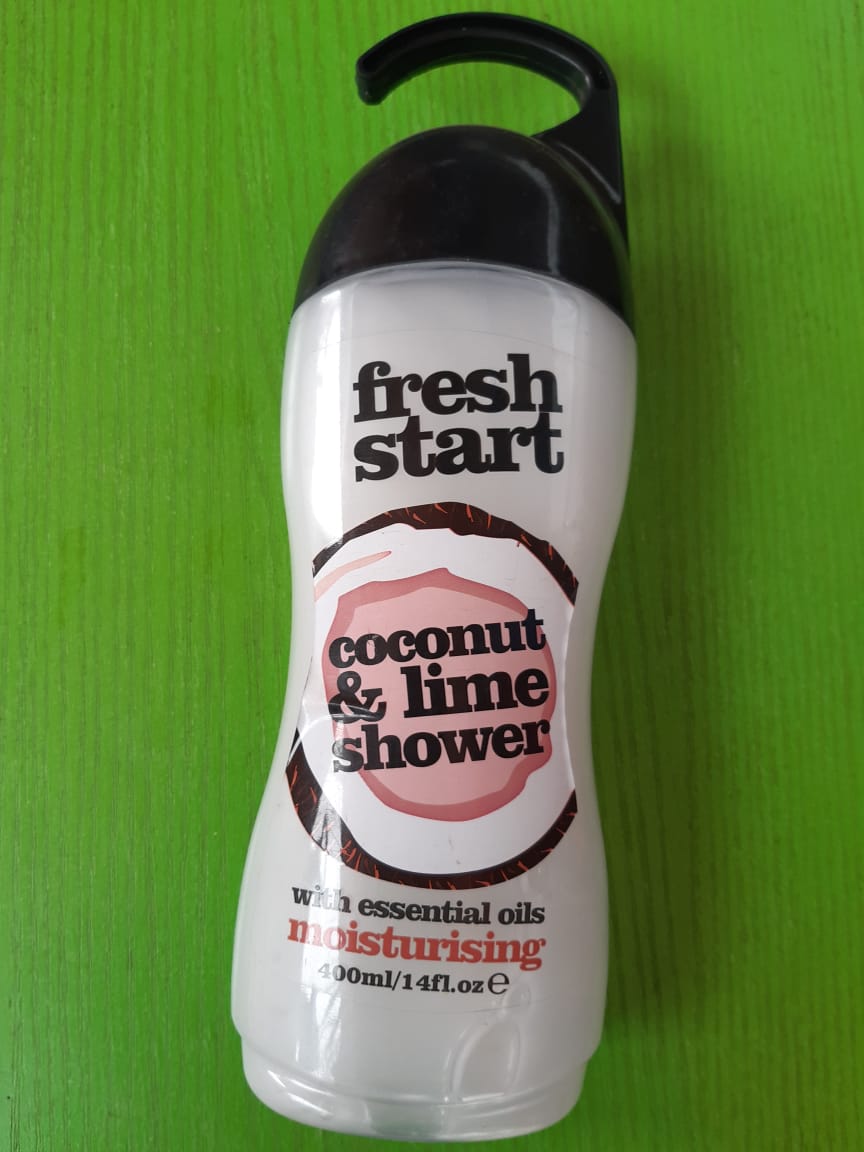 fresh
start
coconut
& lime
shower
with essential oils
moisturising
400ml/14fl.oz ℮